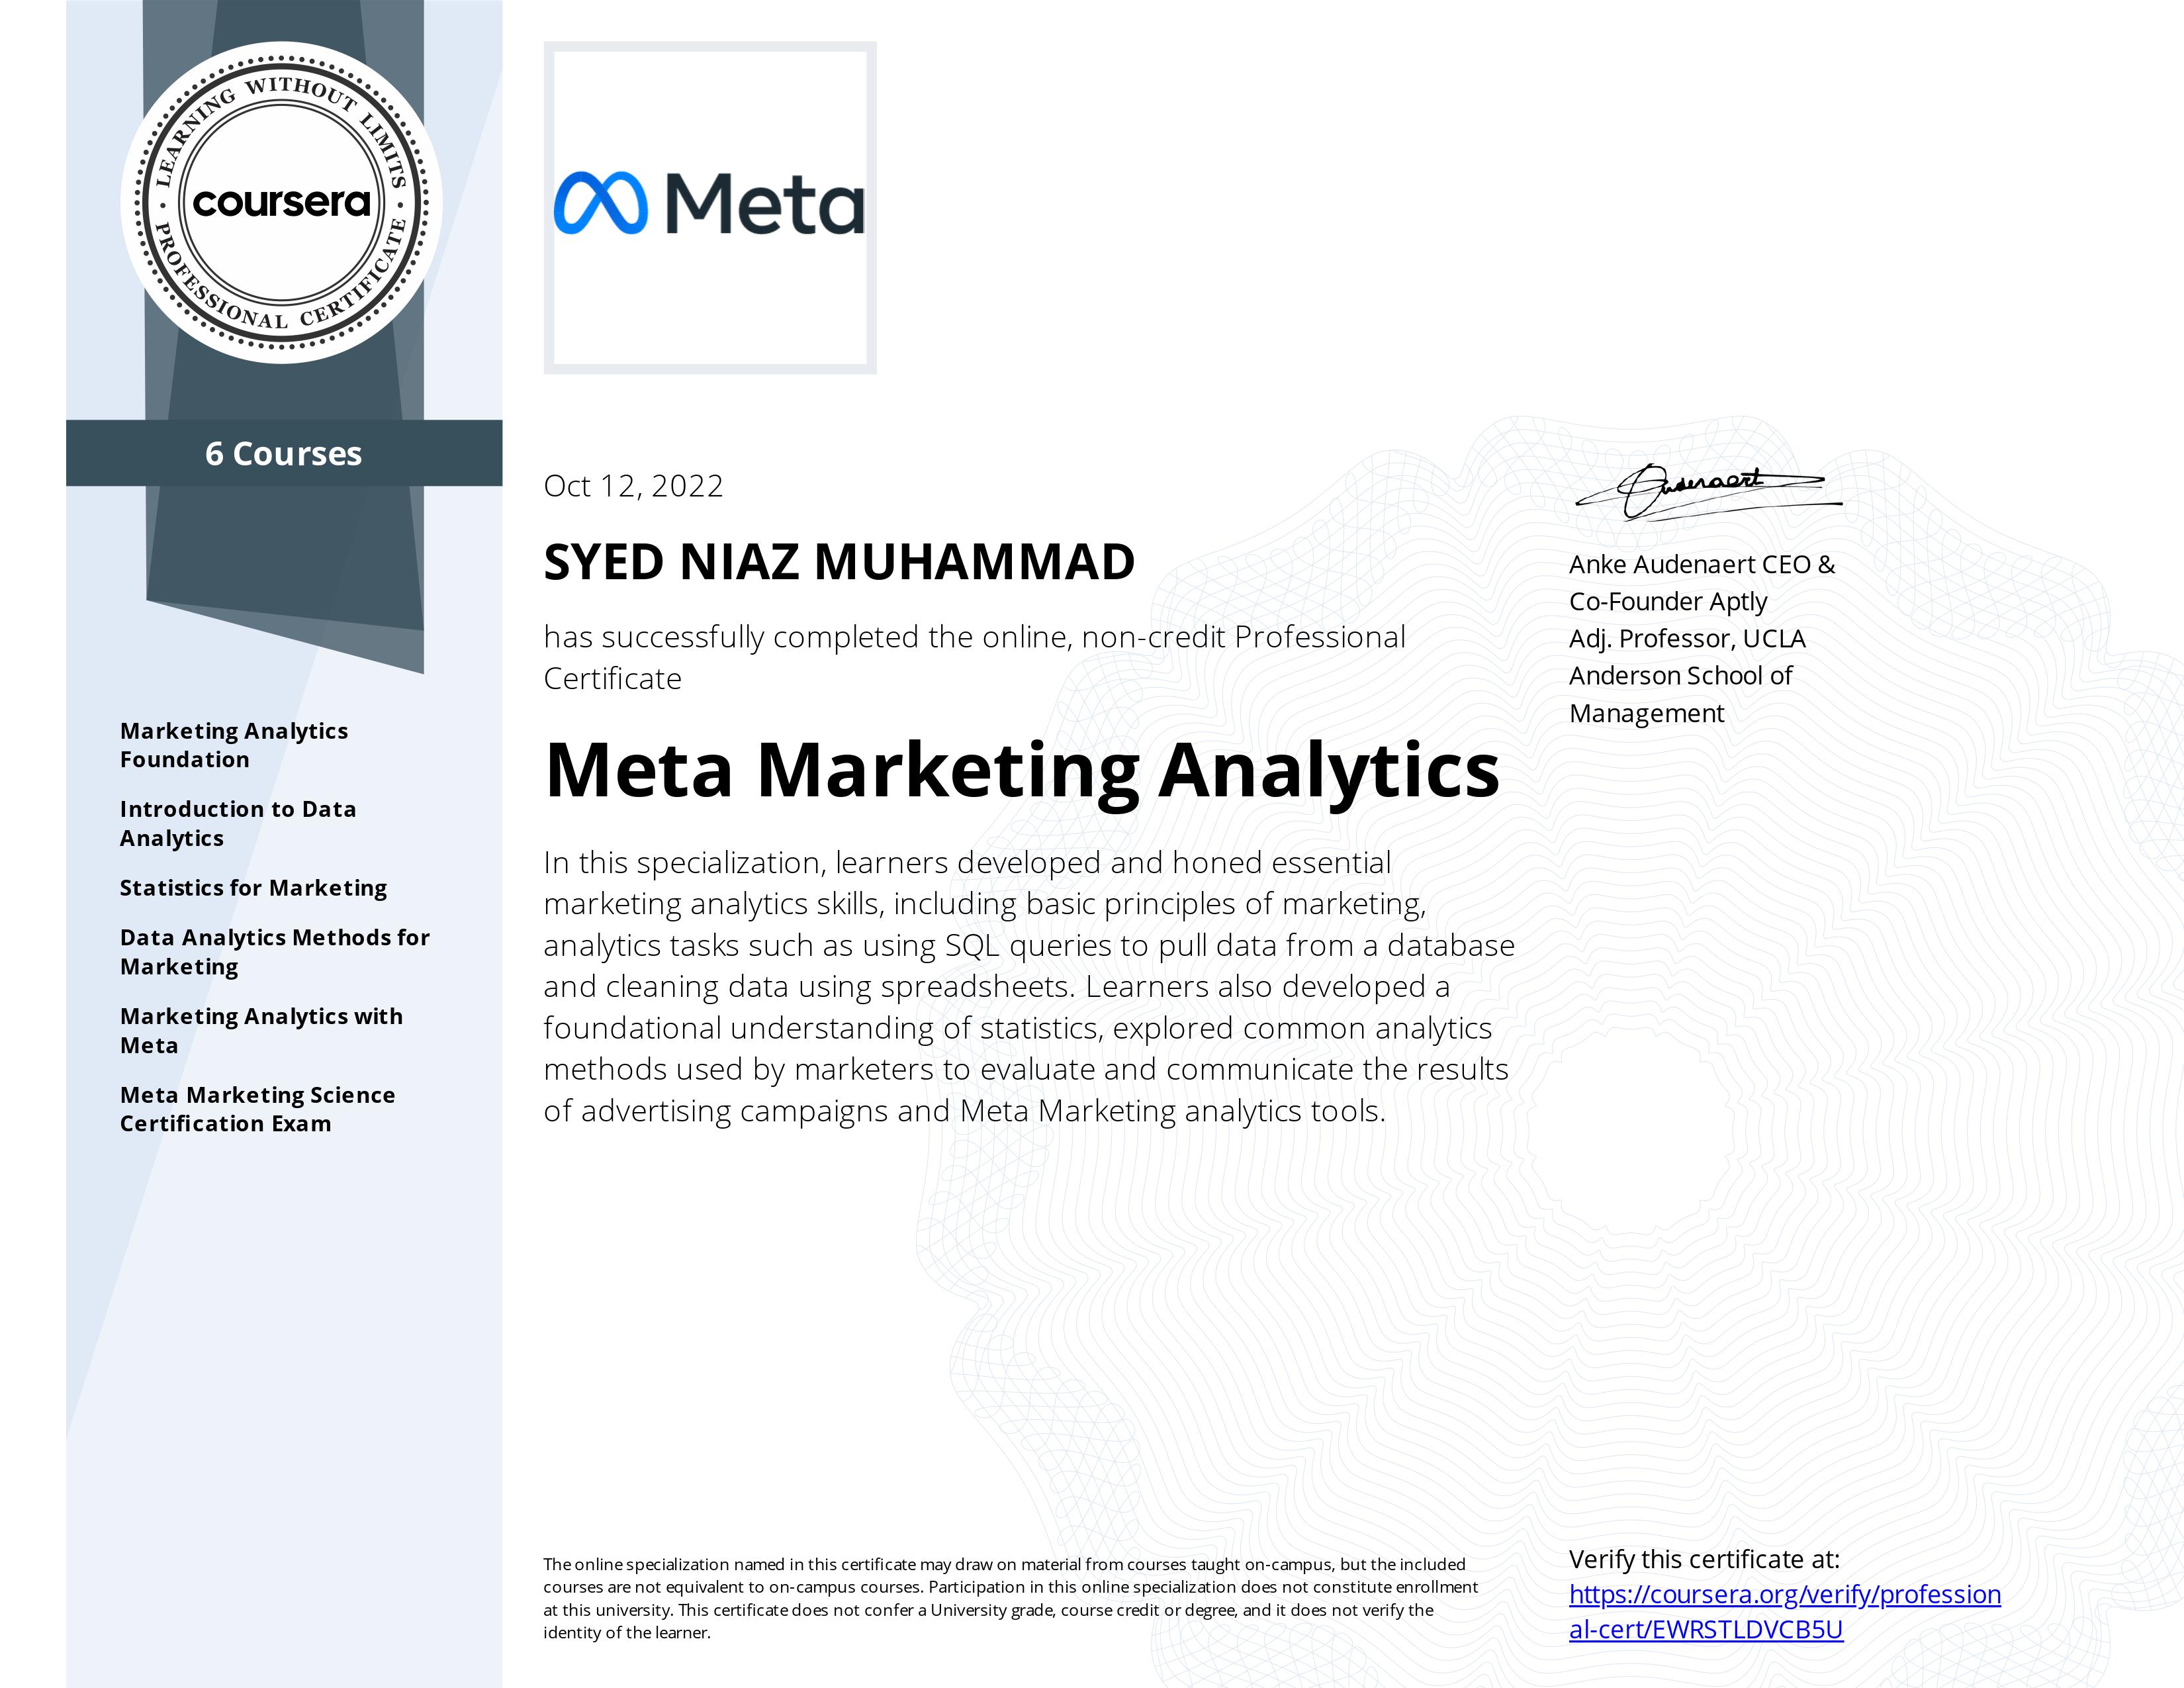 LEARNING WITHOUT LIMITS
coursera
PROFESSIONAL CERTIFICATE
6 Courses
Marketing Analytics
Foundation
Introduction to Data
Analytics
Statistics for Marketing
Data Analytics Methods for
Marketing
Marketing Analytics with
Meta
Meta Marketing Science
Certification Exam
Meta
Oct 12, 2022
SYED NIAZ MUHAMMAD
has successfully completed the online, non-credit Professional
Certificate
Meta Marketing Analytics
In this specialization, learners developed and honed essential
marketing analytics skills, including basic principles of marketing,
analytics tasks such as using SQL queries to pull data from a database
and cleaning data using spreadsheets. Learners also developed a
foundational understanding of statistics, explored common analytics
methods used by marketers to evaluate and communicate the results
of advertising campaigns and Meta Marketing analytics tools.
Audenaert
Anke Audenaert CEO &
Co-Founder Aptly
Adj. Professor, UCLA
Anderson School of
Management
The online specialization named in this certificate may draw on material from courses taught on-campus, but the included
courses are not equivalent to on-campus courses. Participation in this online specialization does not constitute enrollment
at this university. This certificate does not confer a University grade, course credit or degree, and it does not verify the
identity of the learner.
Verify this certificate at:
https://coursera.org/verify/profession
al-cert/EWRSTLDVCB5U